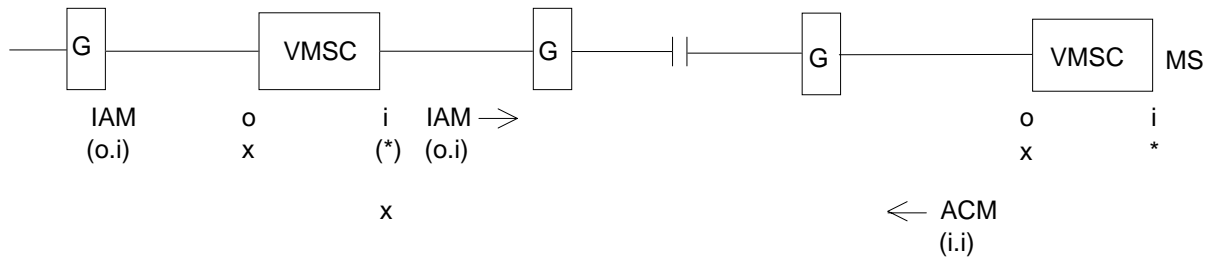 G VMSC G G VMSC MS
IAM o i IAM o i
(o.i) x (*) (o.i) x *
x ACM
(i.i)